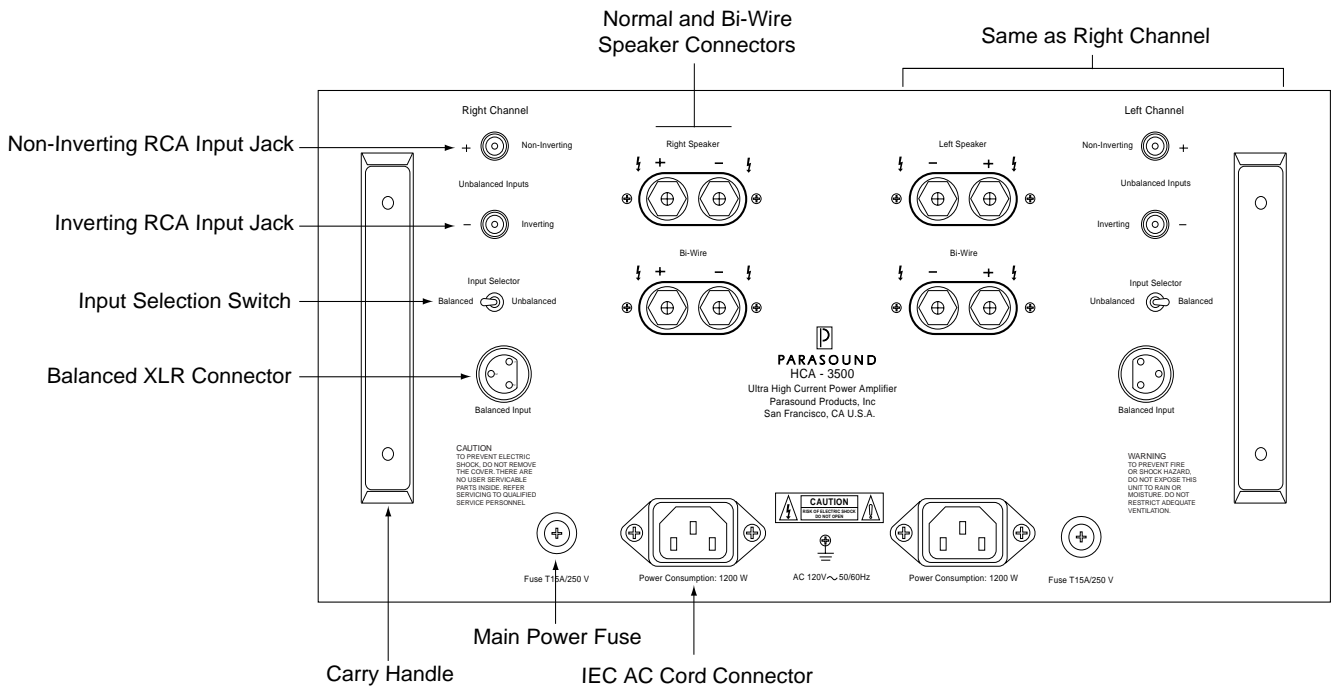 Normal and Bi-Wire
Speaker Connectors
Same as Right Channel
Right Channel
Left Channel
Non-Inverting RCA Input Jack
+
Non-Inverting
Right Speaker
+ −
Left Speaker
− +
Non-Inverting
+
Unbalanced Inputs
Unbalanced Inputs
Inverting RCA Input Jack
−
Inverting
Inverting
−
Bi-Wire
+ −
Bi-Wire
− +
Input Selector
Input Selector
Input Selection Switch
Balanced
Unbalanced
Unbalanced
Balanced
P
PARASOUND
HCA - 3500
Ultra High Current Power Amplifier
Parasound Products, Inc
San Francisco, CA U.S.A.
Balanced XLR Connector
Balanced Input
Balanced Input
CAUTION
TO PREVENT ELECTRIC
SHOCK, DO NOT REMOVE
THE COVER. THERE ARE
NO USER SERVICABLE
PARTS INSIDE. REFER
SERVICING TO QUALIFIED
SERVICE PERSONNEL
WARNING
TO PREVENT FIRE
OR SHOCK HAZARD,
DO NOT EXPOSE THIS
UNIT TO RAIN OR
MOISTURE. DO NOT
RESTRICT ADEQUATE
VENTILATION.
CAUTION
RISK OF ELECTRIC SHOCK
DO NOT OPEN
Fuse T15A/250 V
Power Consumption: 1200 W
AC 120V~ 50/60Hz
Power Consumption: 1200 W
Fuse T15A/250 V
Main Power Fuse
Carry Handle
IEC AC Cord Connector